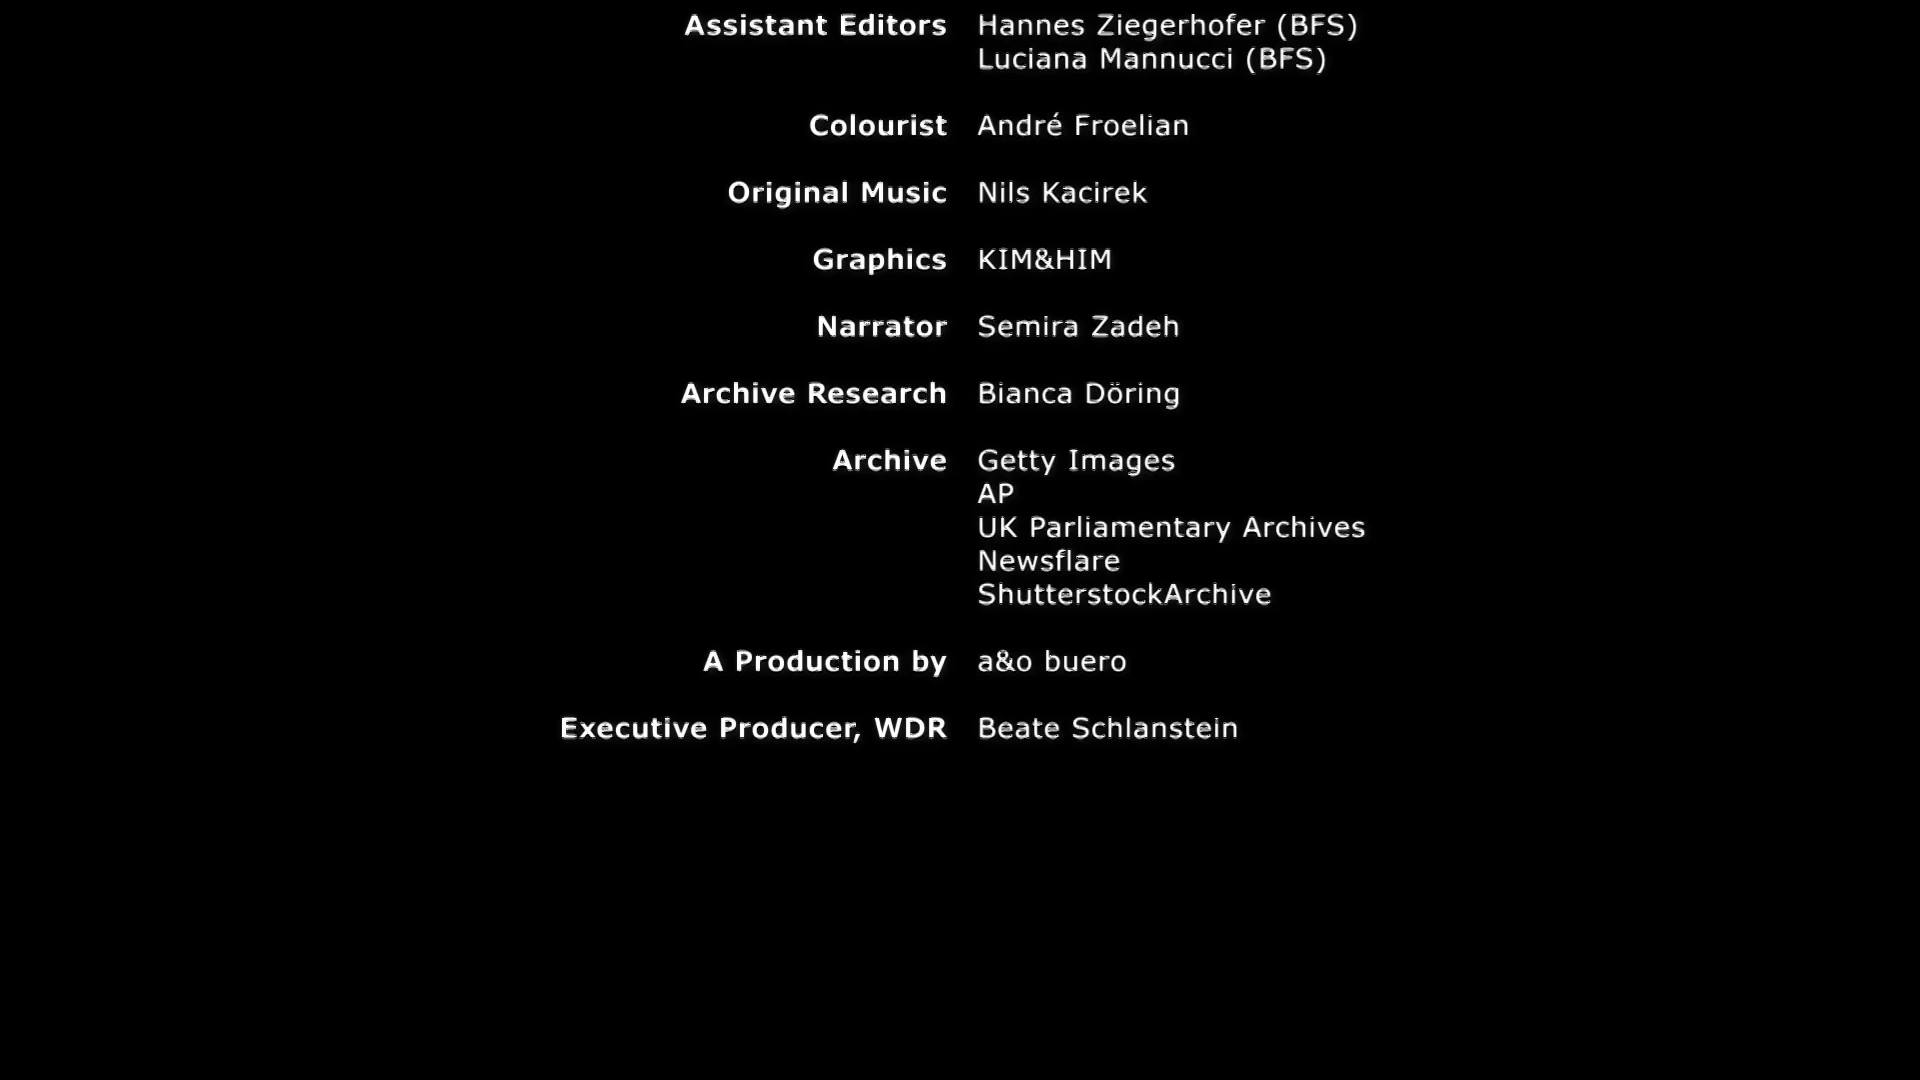 Assistant Editors Hannes Ziegerhofer (BFS)
Luciana Mannucci (BFS)
Colourist André Froelian
Original Music Nils Kacirek
Graphics KIM&HIM
Narrator Semira Zadeh
Archive Research Bianca Döring
Archive Getty Images
AP
UK Parliamentary Archives
Newsflare
ShutterstockArchive
A Production by a&o buero
Executive Producer, WDR Beate Schlanstein